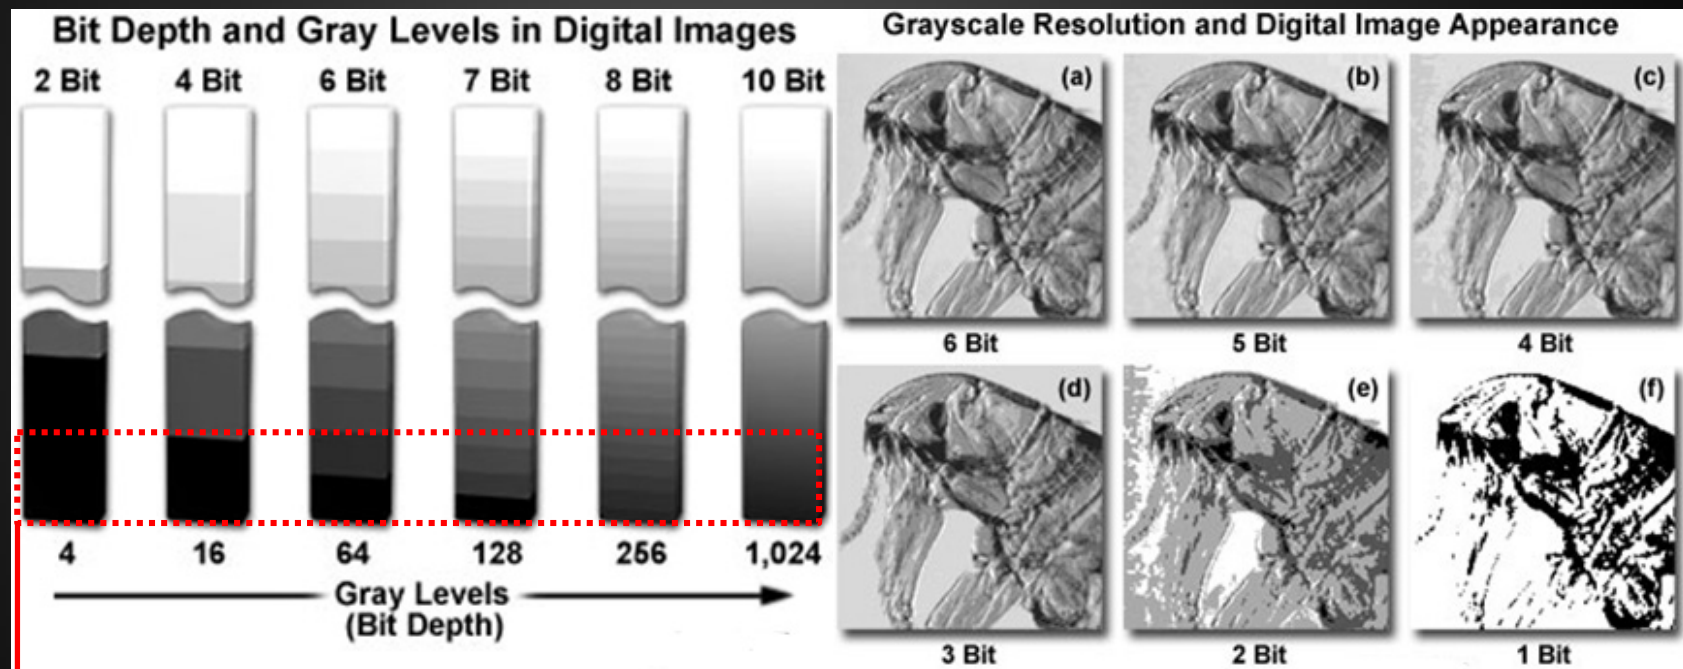 Bit Depth and Gray Levels in Digital Images
2 Bit 4 Bit 6 Bit 7 Bit 8 Bit 10 Bit
4 16 64 128 256 1,024
Gray Levels
(Bit Depth)
Grayscale Resolution and Digital Image Appearance
(a) (b) (c)
6 Bit 5 Bit 4 Bit
(d) (e) (f)
3 Bit 2 Bit 1 Bit